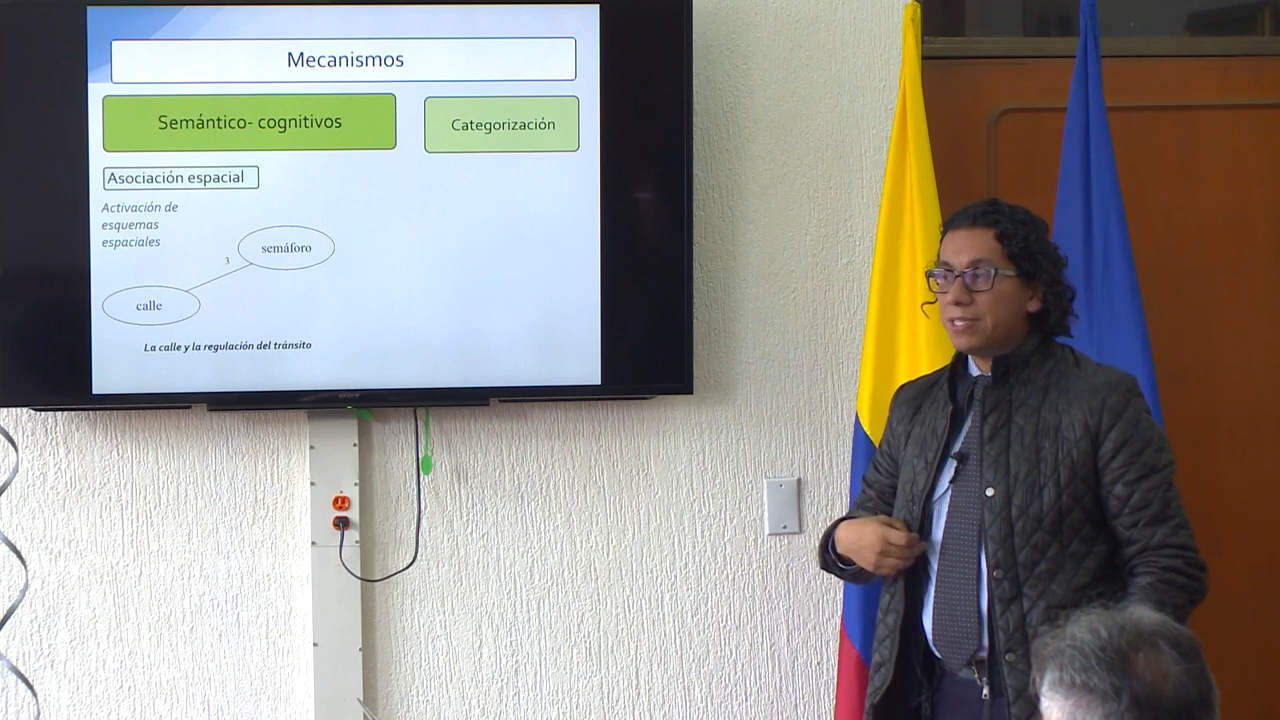 Mecanismos
Semántico- cognitivos
Categorización
Asociación espacial
Activación de
esquemas
espaciales
semáforo
3
calle
La calle y la regulación del tránsito
SONY